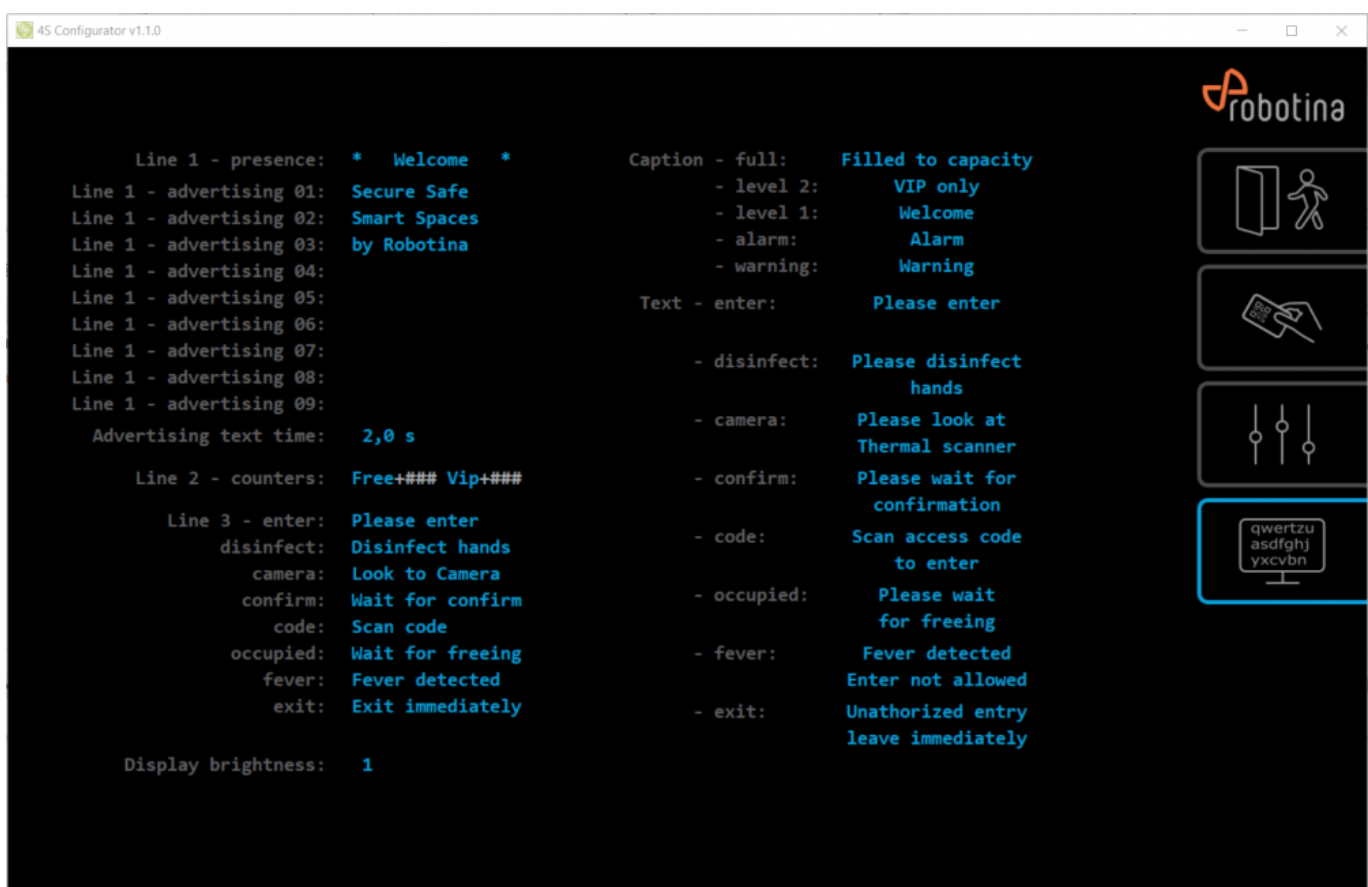 4S Configurator v1.1.0
robotina
Line 1 - presence: * Welcome *
Line 1 - advertising 01: Secure Safe
Line 1 - advertising 02: Smart Spaces
Line 1 - advertising 03: by Robotina
Line 1 - advertising 04:
Line 1 - advertising 05:
Line 1 - advertising 06:
Line 1 - advertising 07:
Line 1 - advertising 08:
Line 1 - advertising 09:
Advertising text time: 2,0 s
Line 2 - counters: Free+### Vip+###
Line 3 - enter: Please enter
disinfect: Disinfect hands
camera: Look to Camera
confirm: Wait for confirm
code: Scan code
occupied: Wait for freeing
fever: Fever detected
exit: Exit immediately
Display brightness: 1
Caption - full: Filled to capacity
- level 2: VIP only
- level 1: Welcome
- alarm: Alarm
- warning: Warning
Text - enter: Please enter
- disinfect: Please disinfect
hands
- camera: Please look at
Thermal scanner
- confirm: Please wait for
confirmation
- code: Scan access code
to enter
- occupied: Please wait
for freeing
- fever: Fever detected
Enter not allowed
- exit: Unathorized entry
leave immediately
qwertzu
asdfghj
yxcvbn